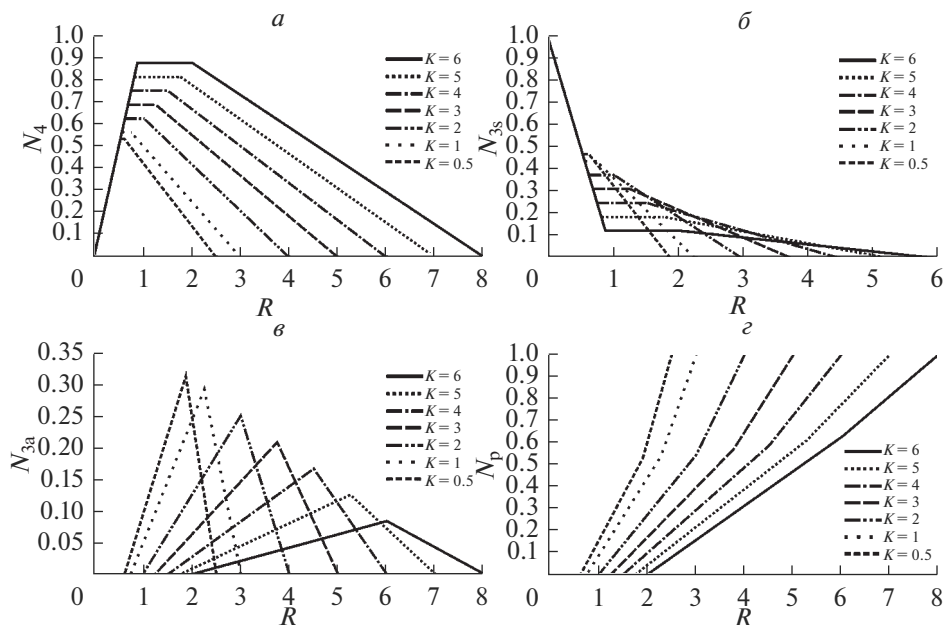 а
N4
1.0
0.9
0.8
0.7
0.6
0.5
0.4
0.3
0.2
0.1
0 1 2 3 4 5 6 7 8
R
K = 6
K = 5
K = 4
K = 3
K = 2
K = 1
K = 0.5
б
N3s
1.0
0.9
0.8
0.7
0.6
0.5
0.4
0.3
0.2
0.1
0 1 2 3 4 5 6
R
K = 6
K = 5
K = 4
K = 3
K = 2
K = 1
K = 0.5
в
N3a
0.35
0.30
0.25
0.20
0.15
0.10
0.05
0 1 2 3 4 5 6 7 8
R
K = 6
K = 5
K = 4
K = 3
K = 2
K = 1
K = 0.5
г
Np
1.0
0.9
0.8
0.7
0.6
0.5
0.4
0.3
0.2
0.1
0 1 2 3 4 5 6 7 8
R
K = 6
K = 5
K = 4
K = 3
K = 2
K = 1
K = 0.5